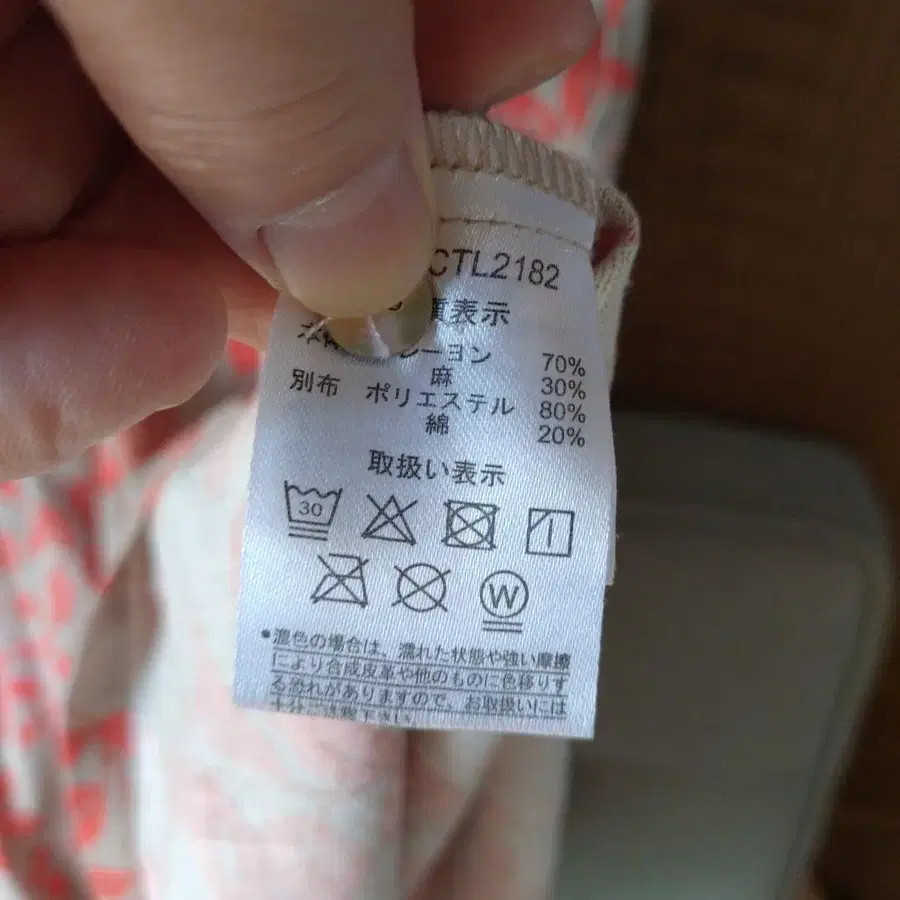 CTL2182
質表示
レーヨン 70%
麻 30%
別布 ポリエステル 80%
綿 20%
取扱い表示
30
W
•濃色の場合は、濡れた状態や強い摩擦
により合成皮革や他のものに色移りす
る恐れがありますので、お取扱いには